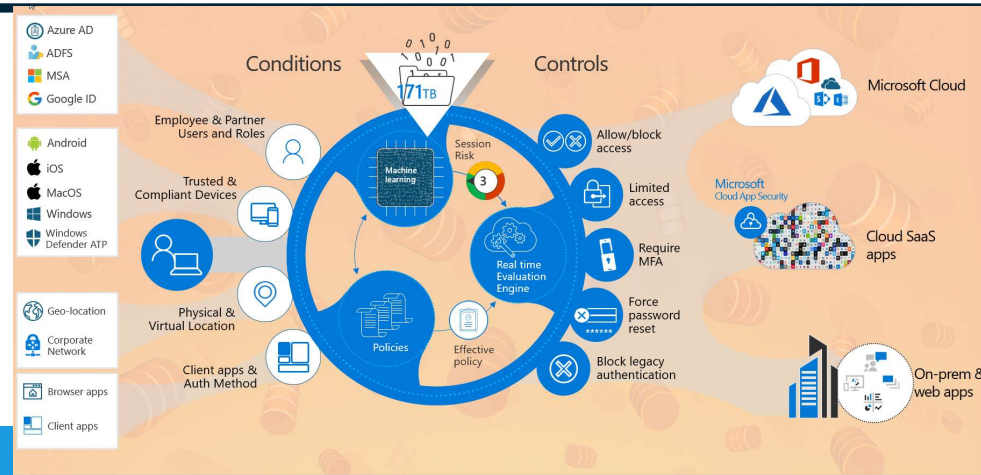 Azure AD
ADFS
MSA
Google ID
Android
iOS
MacOS
Windows
Windows
Defender ATP
Geo-location
Corporate
Network
Browser apps
Client apps
Conditions
Employee & Partner
Users and Roles
Trusted &
Compliant Devices
Physical &
Virtual Location
Client apps &
Auth Method
171TB
Machine
learning
Session
Risk
3
Real time
Evaluation
Engine
Policies
Effective
policy
Controls
Allow/block
access
Limited
access
Require
MFA
******
Force
password
reset
Block legacy
authentication
Microsoft Cloud
Microsoft
Cloud App Security
Cloud SaaS
apps
On-prem &
web apps